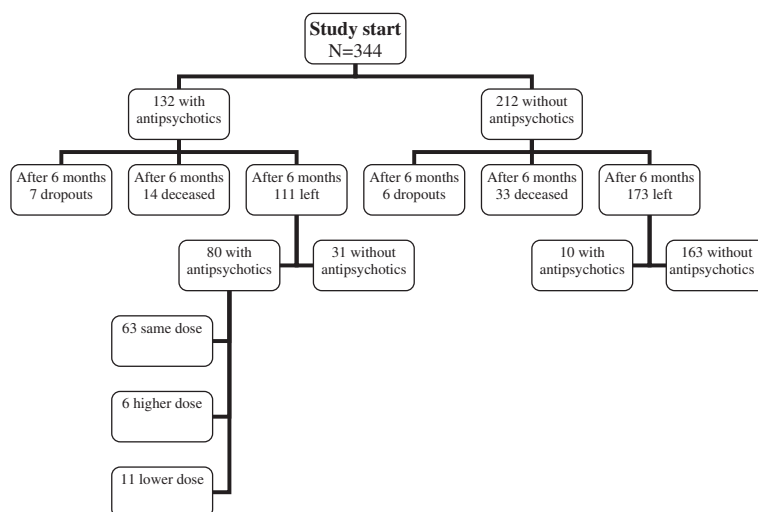 Study start
N=344
132 with
antipsychotics
212 without
antipsychotics
After 6 months
7 dropouts
After 6 months
14 deceased
After 6 months
111 left
After 6 months
6 dropouts
After 6 months
33 deceased
After 6 months
173 left
80 with
antipsychotics
31 without
antipsychotics
10 with
antipsychotics
163 without
antipsychotics
63 same dose
6 higher dose
11 lower dose